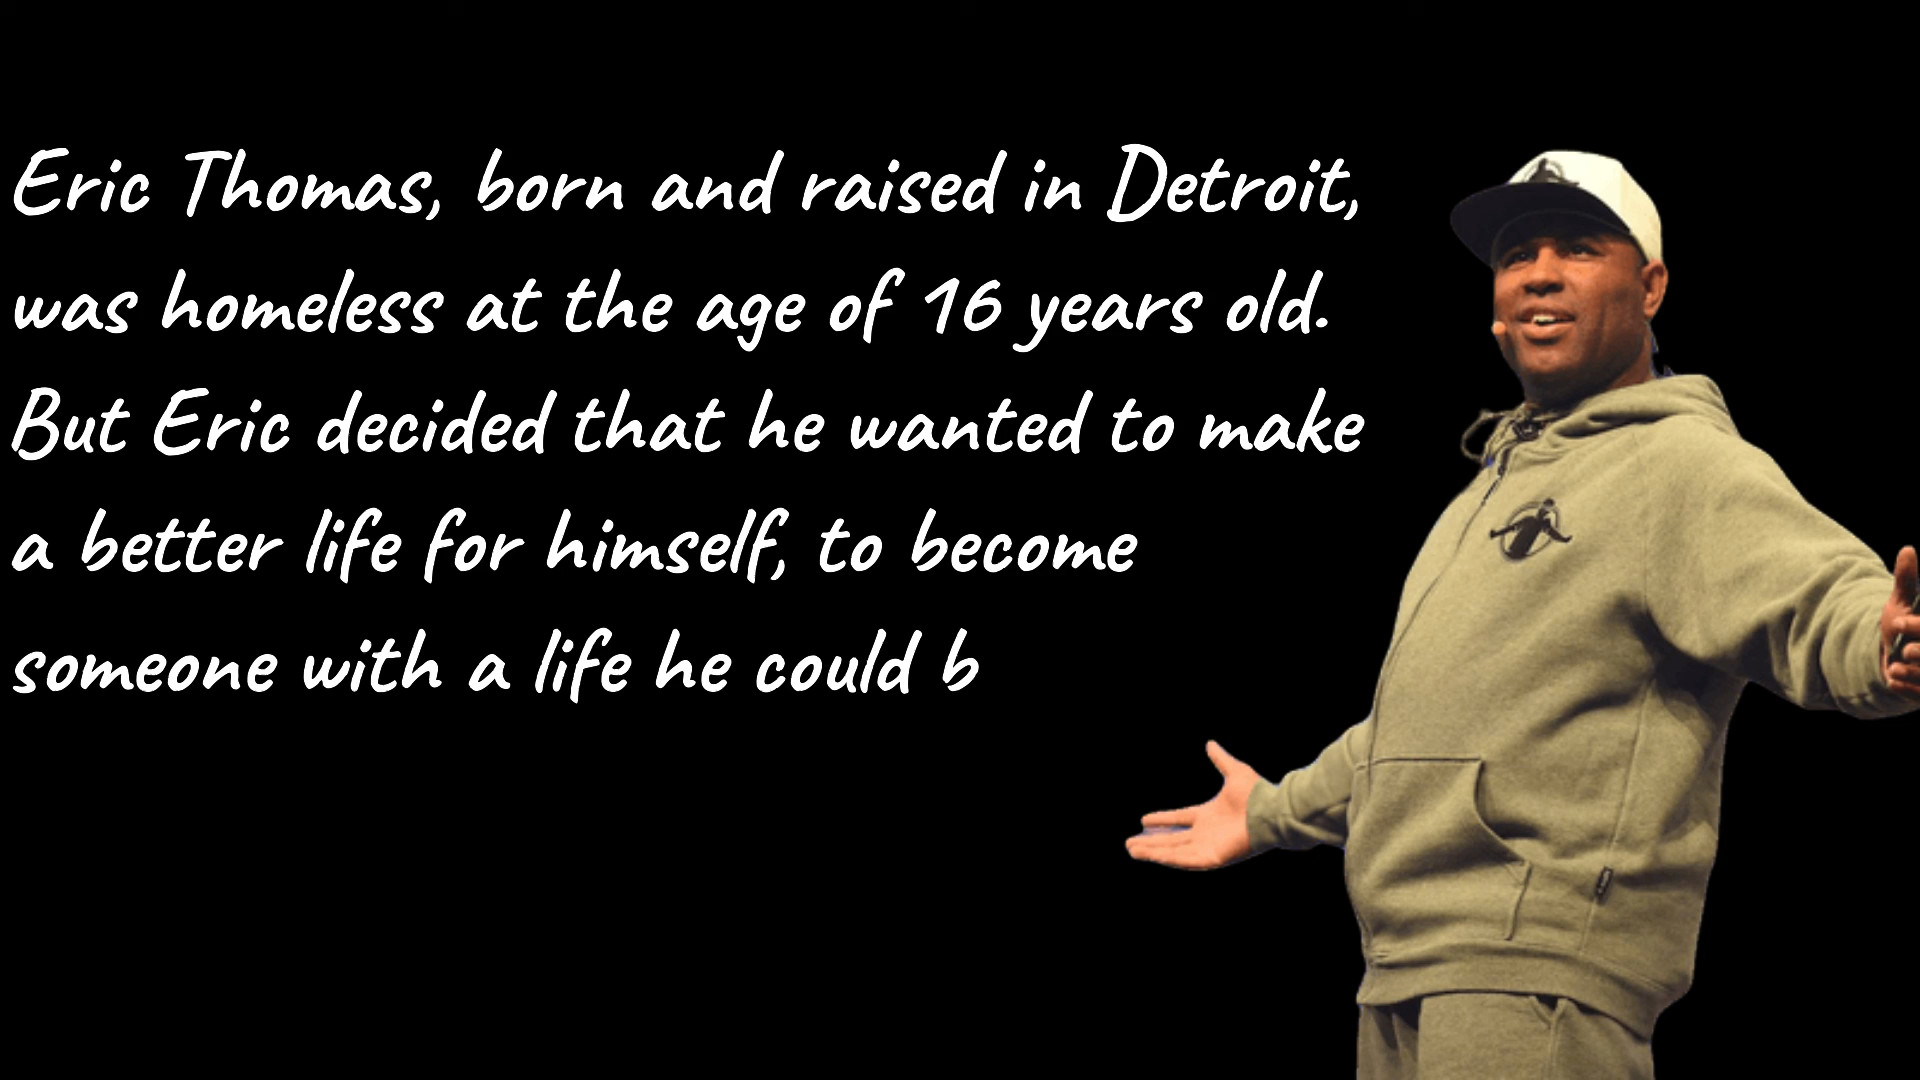 Eric Thomas, born and raised in Detroit,
was homeless at the age of 16 years old.
But Eric decided that he wanted to make
a better life for himself, to become
someone with a life he could b